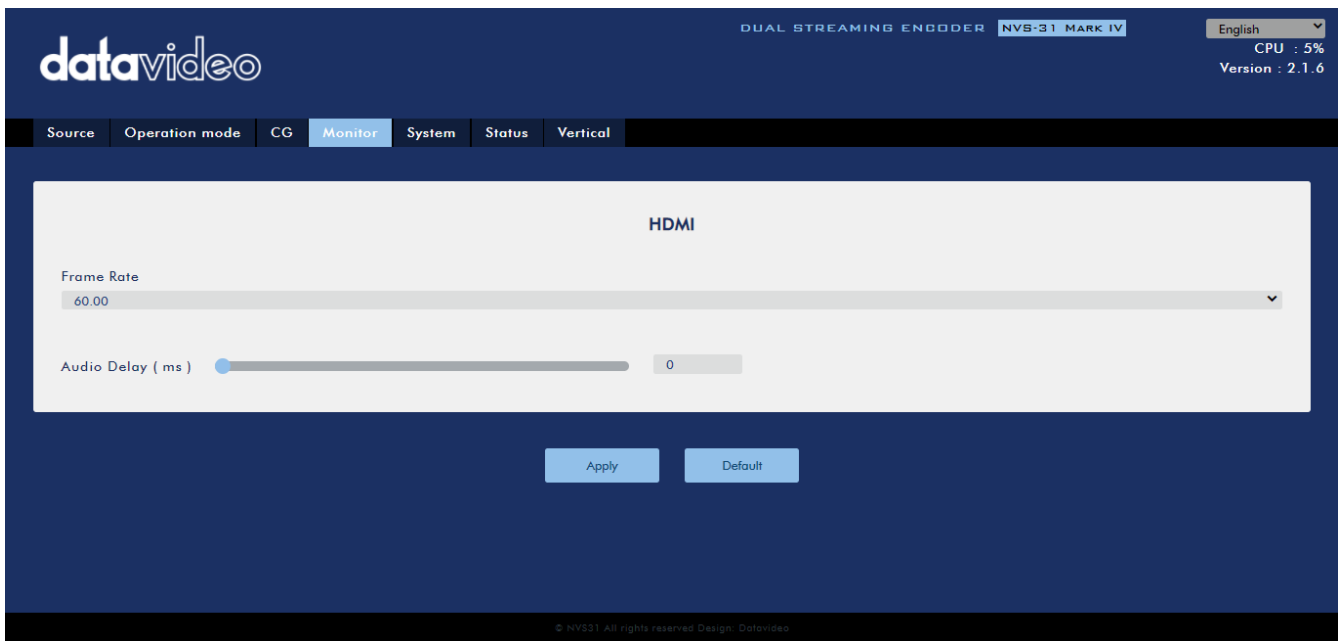 datavideo
DUAL STREAMING ENCODER NVS-31 MARK IV
English
CPU : 5%
Version : 2.1.6
Source Operation mode CG Monitor System Status Vertical
HDMI
Frame Rate
60.00
Audio Delay ( ms ) 0
Apply Default
© NVS31 All rights reserved Design: Datavideo